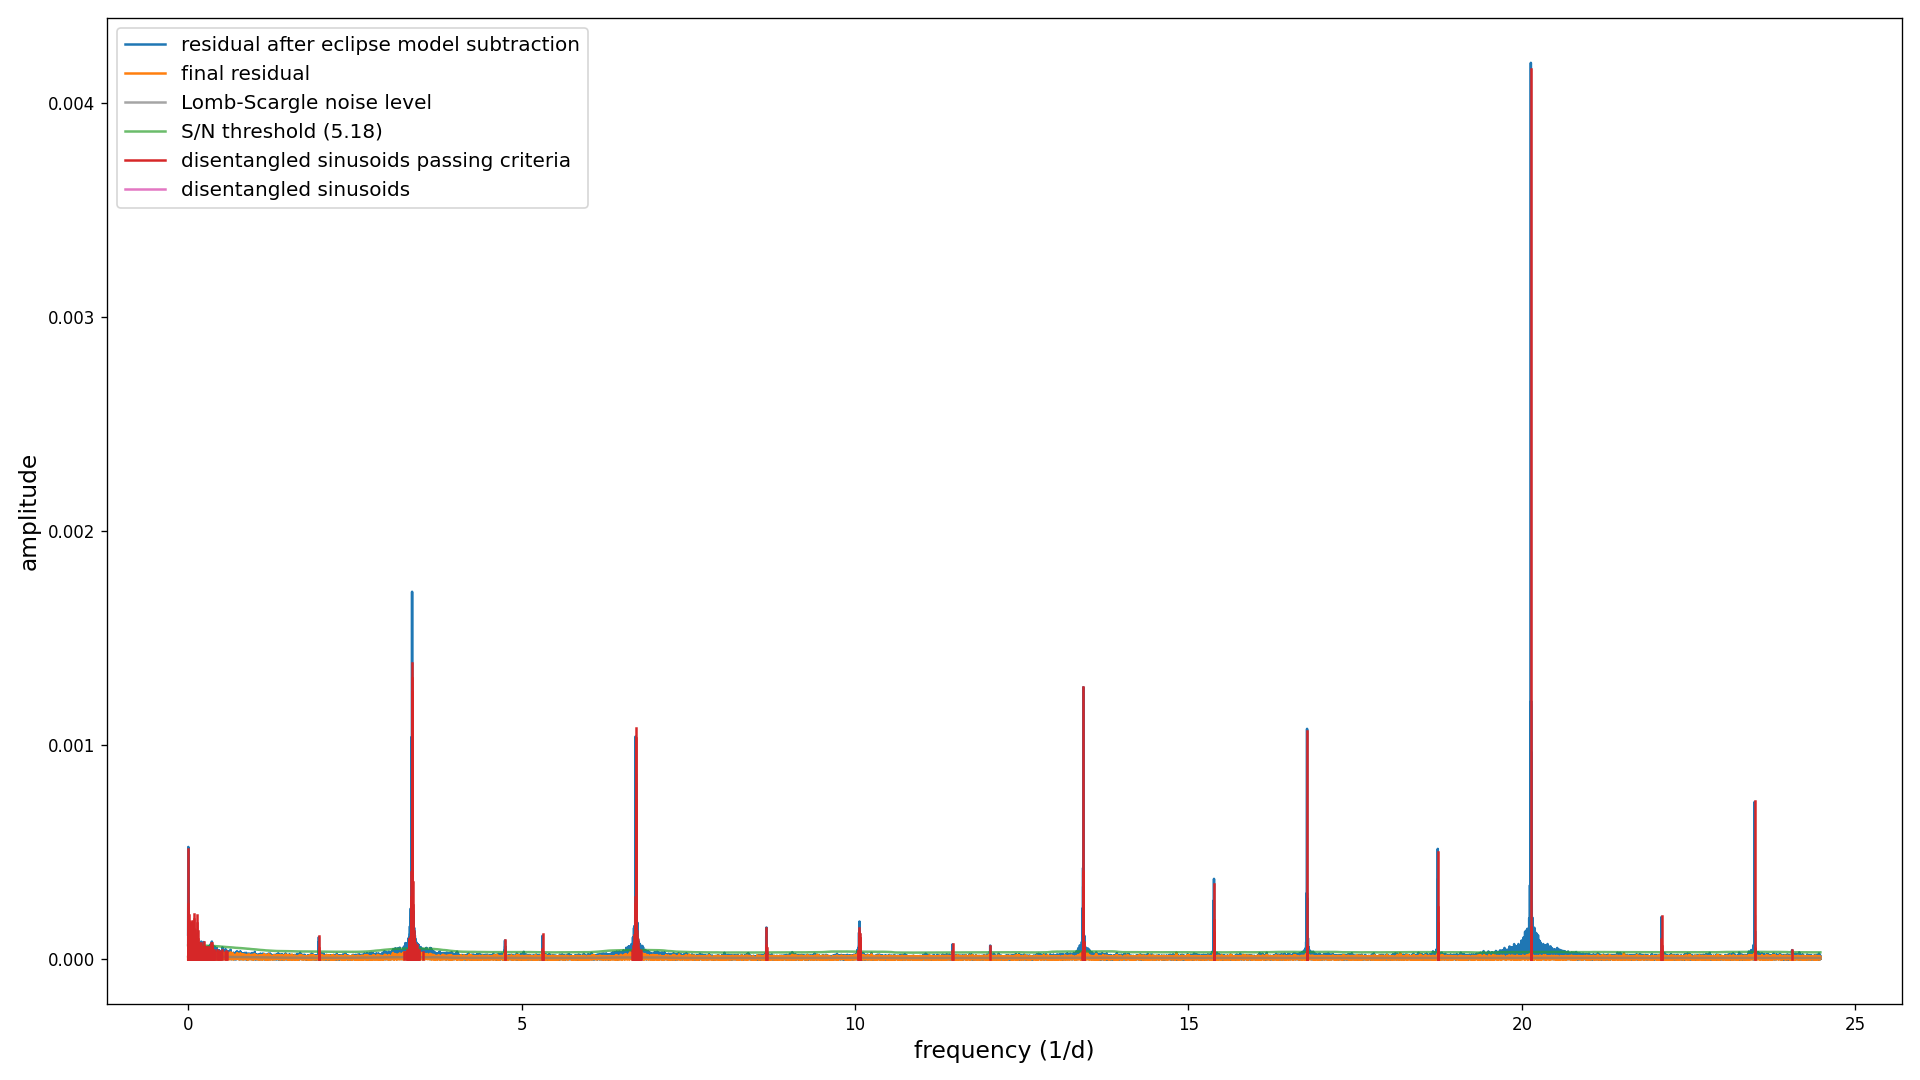 residual after eclipse model subtraction
final residual
Lomb-Scargle noise level
S/N threshold (5.18)
disentangled sinusoids passing criteria
disentangled sinusoids
amplitude
0.004
0.003
0.002
0.001
0.000
0 5 10 15 20 25
frequency (1/d)